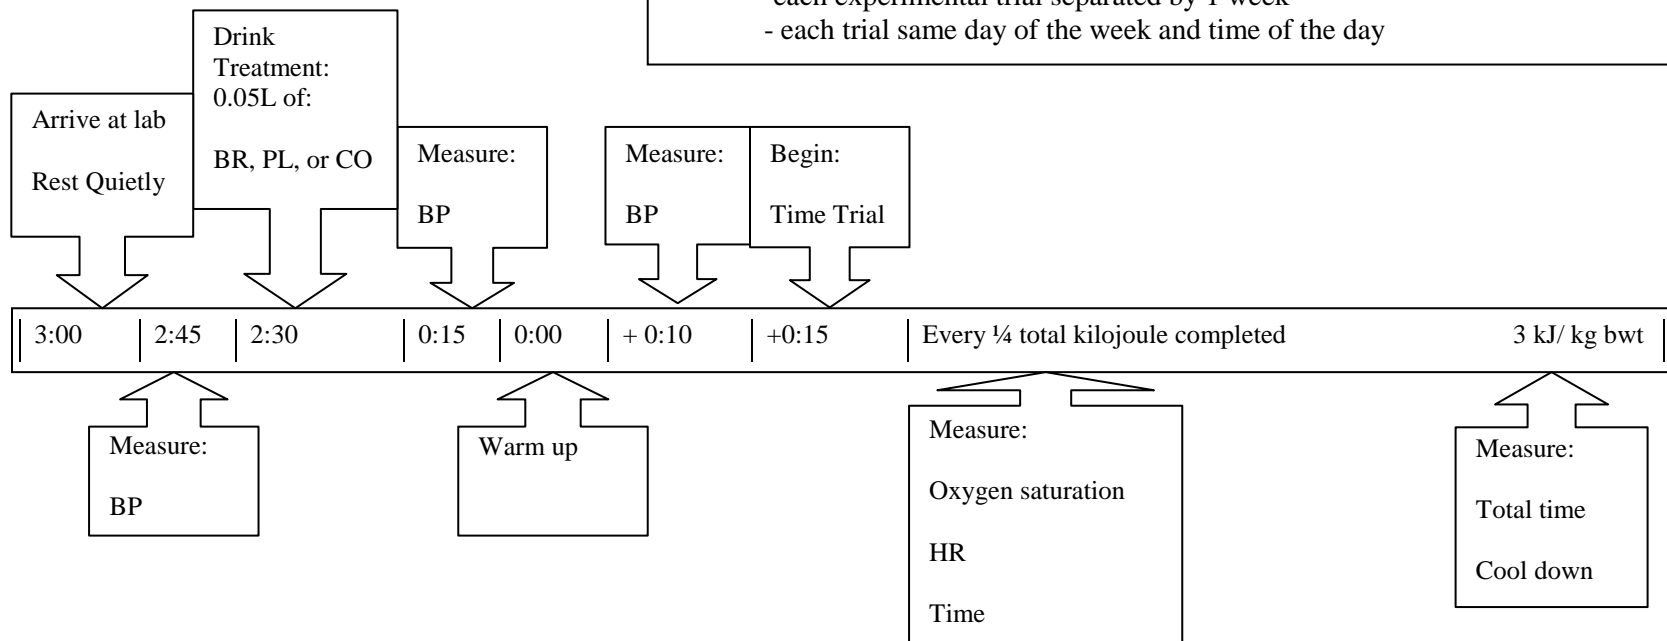 each experimental trial separated by 1 week
- each trial same day of the week and time of the day
Drink
Treatment:
0.05L of:
BR, PL, or CO
Arrive at lab
Rest Quietly
Measure:
BP
Measure:
BP
Begin:
Time Trial
3:00
2:45
2:30
0:15
0:00
+ 0:10
+0:15
Every ¼ total kilojoule completed
3 kJ/ kg bwt
Measure:
BP
Warm up
Measure:
Oxygen saturation
HR
Time
Measure:
Total time
Cool down